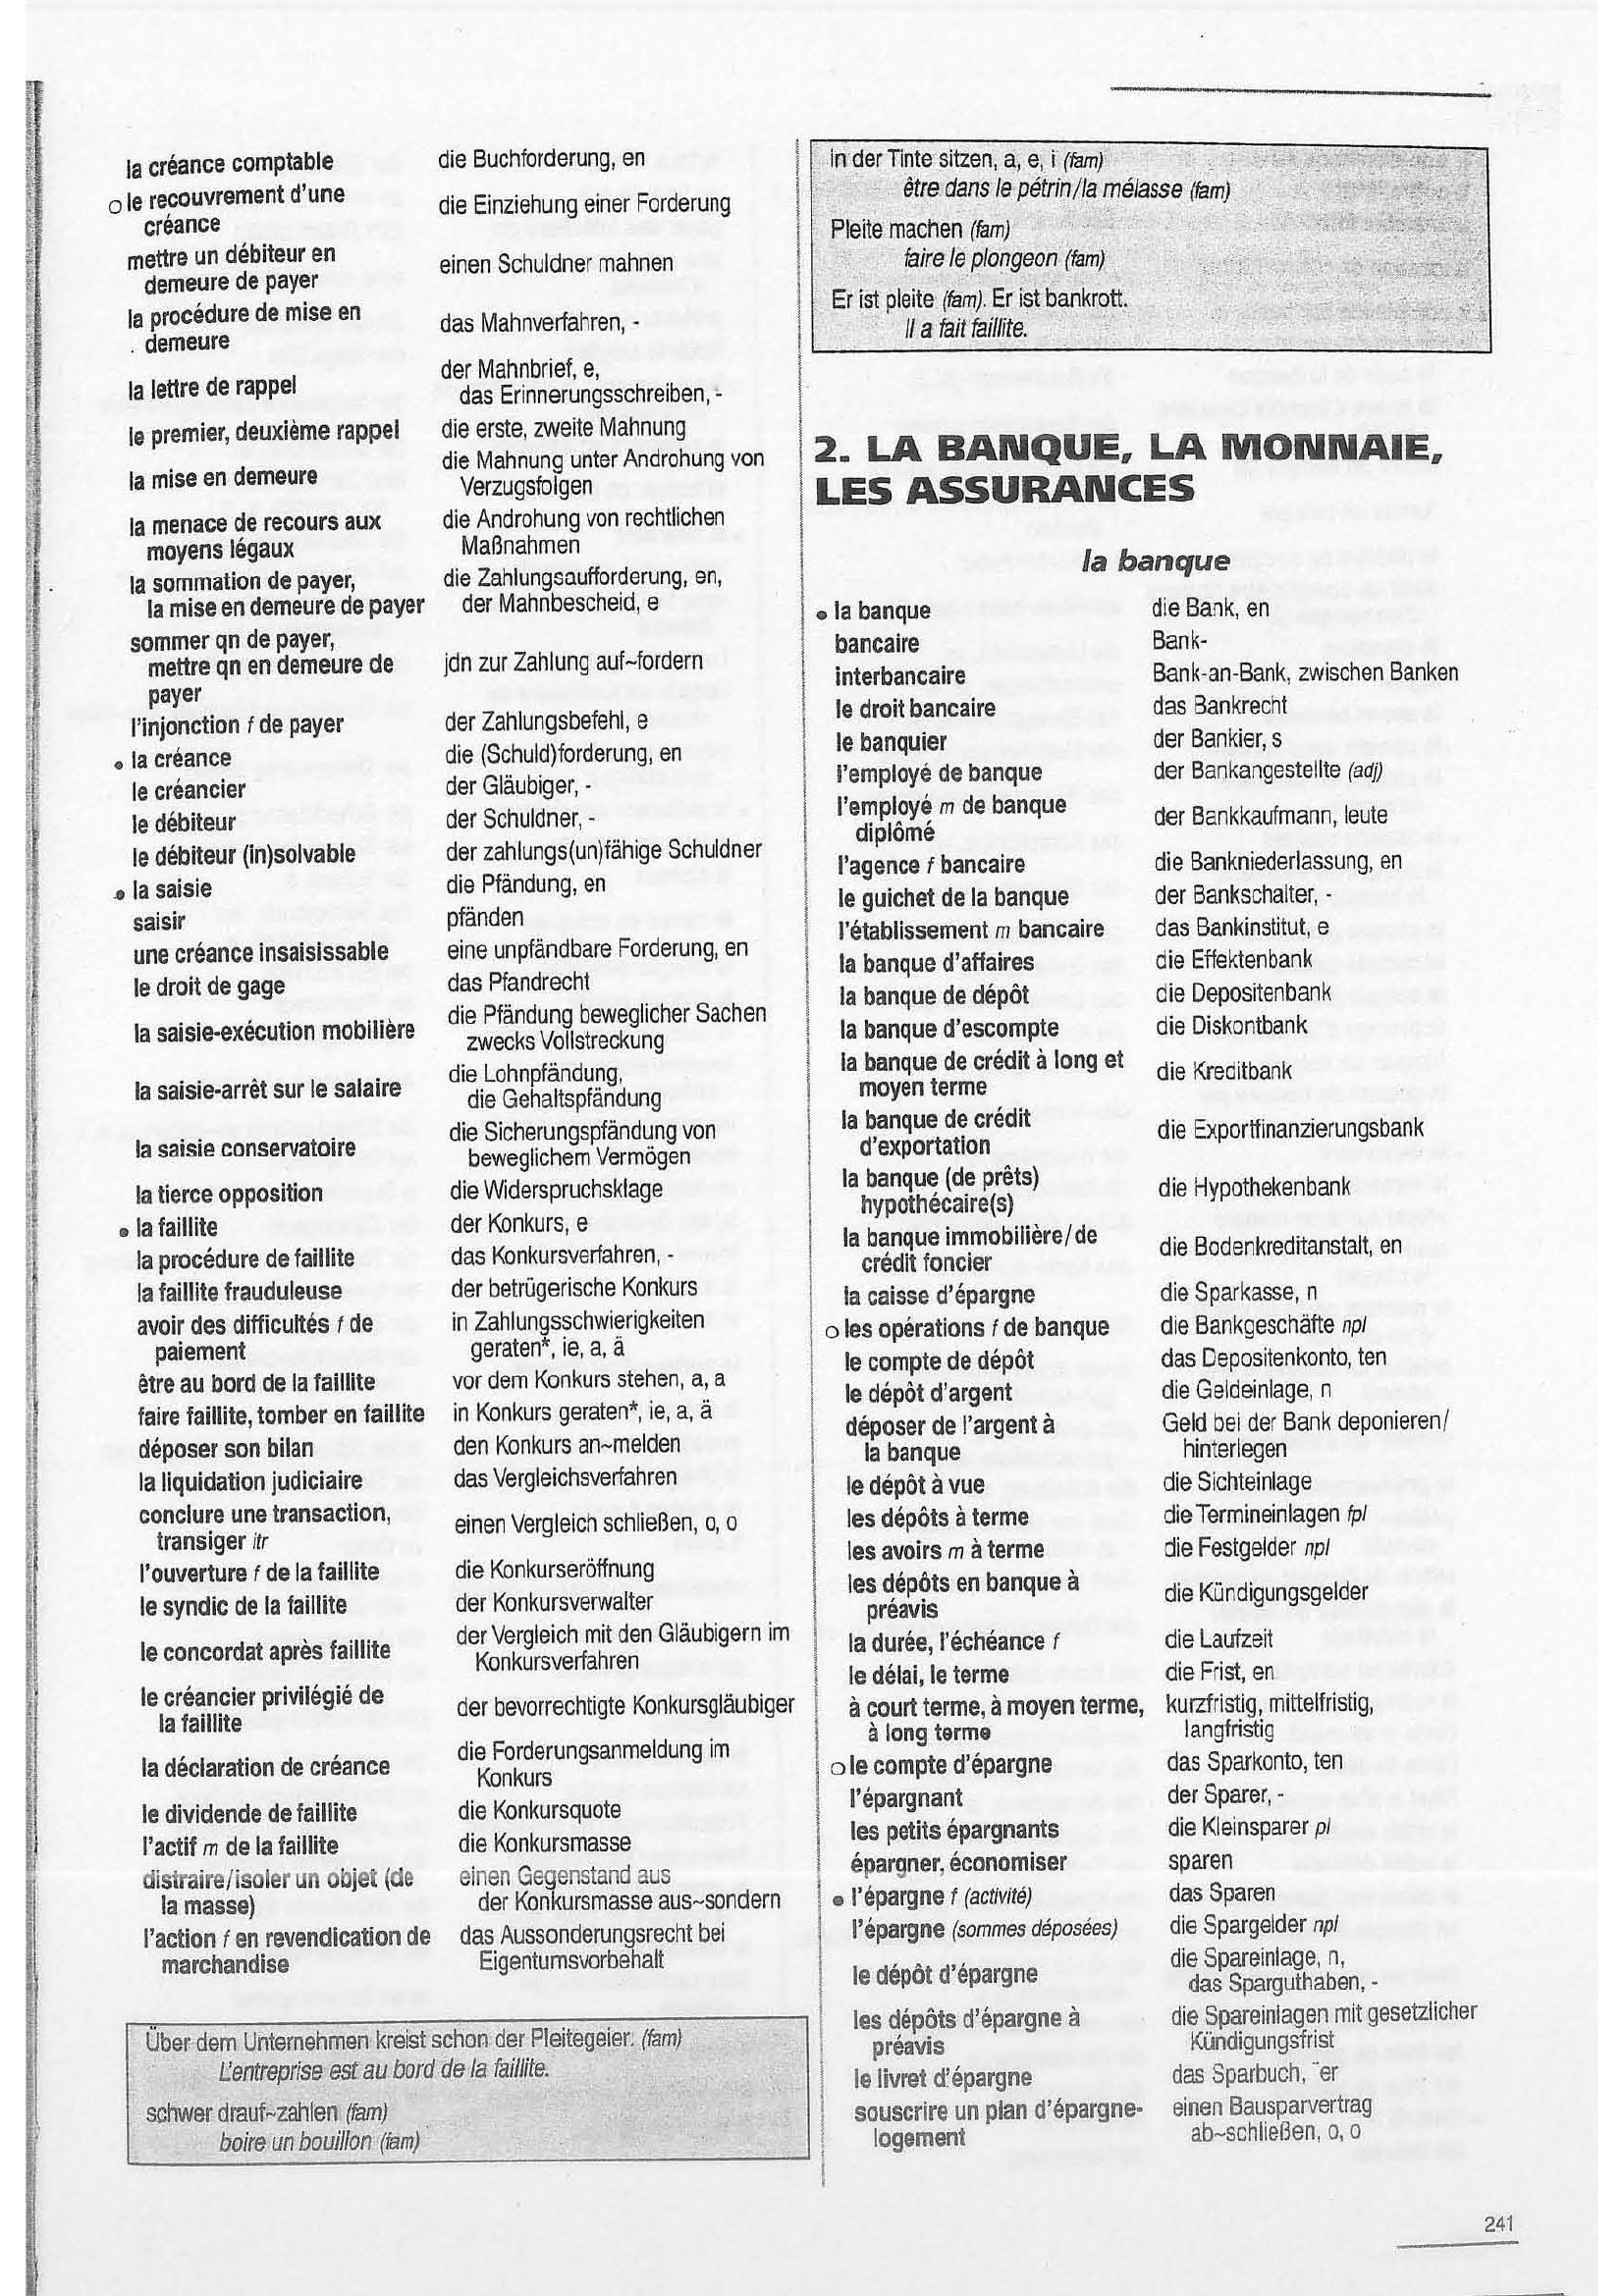 la créance comptable die Buchforderung, en
o le recouvrement d'une
créance die Einziehung einer Forderung
mettre un débiteur en
demeure de payer einen Schuldner mahnen
la procédure de mise en
demeure das Mahnverfahren, -
la lettre de rappel der Mahnbrief, e,
das Erinnerungsschreiben, -
le premier, deuxième rappel die erste, zweite Mahnung
la mise en demeure die Mahnung unter Androhung von
Verzugsfolgen
la menace de recours aux die Androhung von rechtlichen
moyens légaux Maßnahmen
la sommation de payer, die Zahlungsaufforderung, en,
la mise en demeure de payer der Mahnbescheid, e
sommer qn de payer,
mettre qn en demeure de jdn zur Zahlung auf~fordern
payer
l'injonction f de payer der Zahlungsbefehl, e
• la créance die (Schuld)forderung, en
le créancier der Gläubiger, -
le débiteur der Schuldner, -
le débiteur (in)solvable der zahlungs(un)fähige Schuldner
• la saisie die Pfändung, en
saisir pfänden
une créance insaisissable eine unpfändbare Forderung, en
le droit de gage das Pfandrecht
la saisie-exécution mobilière die Pfändung beweglicher Sachen
zwecks Vollstreckung
la saisie-arrêt sur le salaire die Lohnpfändung,
die Gehaltspfändung
la saisie conservatoire die Sicherungspfändung von
beweglichem Vermögen
la tierce opposition die Widerspruchsklage
• la faillite der Konkurs, e
la procédure de faillite das Konkursverfahren, -
la faillite frauduleuse der betrügerische Konkurs
avoir des difficultés f de in Zahlungsschwierigkeiten
paiement geraten*, ie, a, ä
être au bord de la faillite vor dem Konkurs stehen, a, a
faire faillite, tomber en faillite in Konkurs geraten*, ie, a, ä
déposer son bilan den Konkurs an~melden
la liquidation judiciaire das Vergleichsverfahren
conclure une transaction,
transiger itr einen Vergleich schließen, o, o
l'ouverture f de la faillite die Konkurseröffnung
le syndic de la faillite der Konkursverwalter
le concordat après faillite der Vergleich mit den Gläubigern im
Konkursverfahren
le créancier privilégié de
la faillite der bevorrechtigte Konkursgläubiger
la déclaration de créance die Forderungsanmeldung im
Konkurs
le dividende de faillite die Konkursquote
l'actif m de la faillite die Konkursmasse
distraire/isoler un objet (de einen Gegenstand aus
la masse) der Konkursmasse aus~sondern
l'action f en revendication de das Aussonderungsrecht bei
marchandise Eigentumsvorbehalt
Über dem Unternehmen kreist schon der Pleitegeier. (fam)
L'entreprise est au bord de la faillite.
schwer drauf~zahlen (fam)
boire un bouillon (fam)
in der Tinte sitzen, a, e, i (fam)
être dans le pétrin/la mélasse (fam)
Pleite machen (fam)
faire le plongeon (fam)
Er ist pleite (fam). Er ist bankrott.
Il a fait faillite.
2. LA BANQUE, LA MONNAIE,
LES ASSURANCES
la banque
• la banque die Bank, en
bancaire Bank-
interbancaire Bank-an-Bank, zwischen Banken
le droit bancaire das Bankrecht
le banquier der Bankier, s
l'employé de banque der Bankangestellte (adj)
l'employé m de banque
diplômé der Bankkaufmann, leute
l'agence f bancaire die Bankniederlassung, en
le guichet de la banque der Bankschalter, -
l'établissement m bancaire das Bankinstitut, e
la banque d'affaires die Effektenbank
la banque de dépôt die Depositenbank
la banque d'escompte die Diskontbank
la banque de crédit à long et
moyen terme die Kreditbank
la banque de crédit
d'exportation die Exportfinanzierungsbank
la banque (de prêts)
hypothécaire(s) die Hypothekenbank
la banque immobilière/de
crédit foncier die Bodenkreditanstalt, en
la caisse d'épargne die Sparkasse, n
o les opérations f de banque die Bankgeschäfte npl
le compte de dépôt das Depositenkonto, ten
le dépôt d'argent die Geldeinlage, n
déposer de l'argent à Geld bei der Bank deponieren/
la banque hinterlegen
le dépôt à vue die Sichteinlage
les dépôts à terme die Termineinlagen fpl
les avoirs m à terme die Festgelder npl
les dépôts en banque à
préavis die Kündigungsgelder
la durée, l'échéance f die Laufzeit
le délai, le terme die Frist, en
à court terme, à moyen terme, kurzfristig, mittelfristig,
à long terme langfristig
o le compte d'épargne das Sparkonto, ten
l'épargnant der Sparer, -
les petits épargnants die Kleinsparer pl
épargner, économiser sparen
• l'épargne f (activité) das Sparen
l'épargne (sommes déposées) die Spargelder npl
le dépôt d'épargne die Spareinlage, n,
das Sparguthaben, -
les dépôts d'épargne à die Spareinlagen mit gesetzlicher
préavis Kündigungsfrist
le livret d'épargne das Sparbuch, ¨er
souscrire un plan d'épargne- einen Bausparvertrag
logement ab~schließen, o, o
241